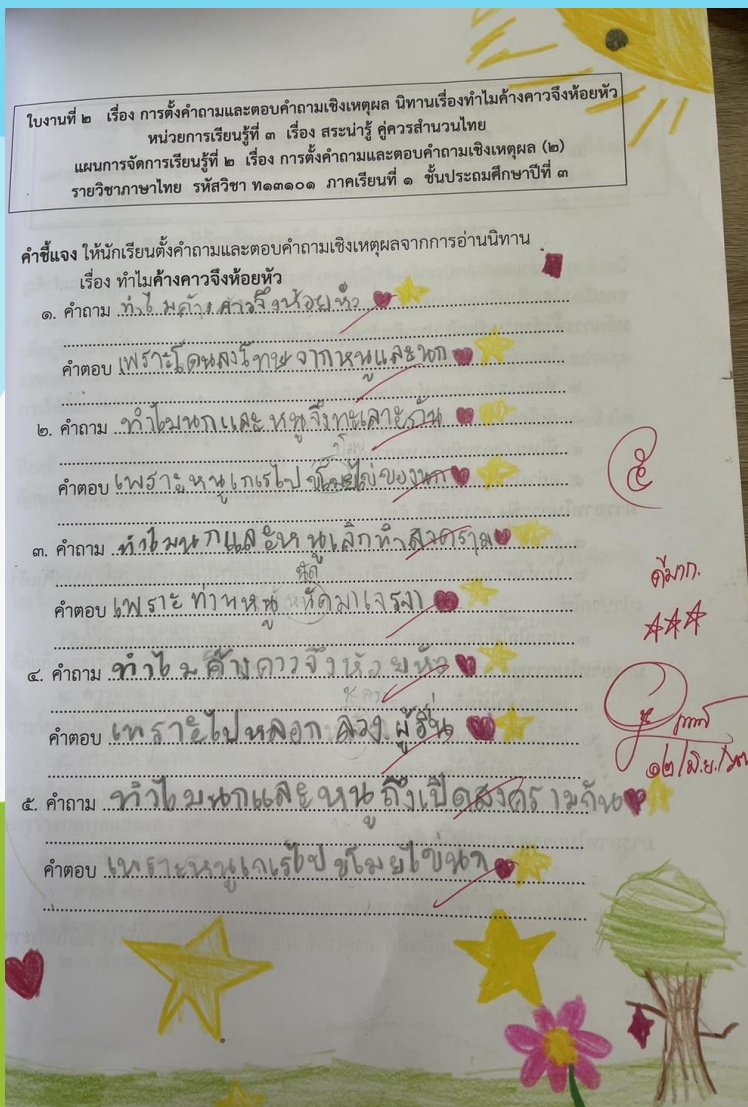 ใบงานที่ ๒ เรื่อง การตั้งคำถามและตอบคำถามเชิงเหตุผล นิทานเรื่องทำไมค้างคาวจึงห้อยหัว
หน่วยการเรียนรู้ที่ ๓ เรื่อง สระน่ารู้ คู่ควรสำนวนไทย
แผนการจัดการเรียนรู้ที่ ๒ เรื่อง การตั้งคำถามและตอบคำถามเชิงเหตุผล (๒)
รายวิชาภาษาไทย รหัสวิชา ท๑๓๑๐๑ ภาคเรียนที่ ๑ ชั้นประถมศึกษาปีที่ ๓
คำชี้แจง ให้นักเรียนตั้งคำถามและตอบคำถามเชิงเหตุผลจากการอ่านนิทาน
เรื่อง ทำไมค้างคาวจึงห้อยหัว
๑. คำถาม ทำไมค้างคาวจึงห้อยหัว
คำตอบ เพราะโดนลงโทษจากหนูและนก
๒. คำถาม ทำไมนกและหนูจึงทะเลาะกัน
ขโมย
คำตอบ เพราะหนูเกเรไปขโมยไข่ของนก
๕
๓. คำถาม ทำไมนกและหนูเลิกทำสงคราม
นัด
คำตอบ เพราะท่านหนู นัดมาเจรจา
ดีมาก.
๔. คำถาม ทำไมค้างคาวจึงห้อยหัว
คำตอบ เพราะไปหลอกลวงผู้อื่น
๑๒/มิ.ย./
๕. คำถาม ทำไมนกและหนูถึงเปิดสงครามกัน
คำตอบ เพราะหนูเกเรไปขโมยไข่นก